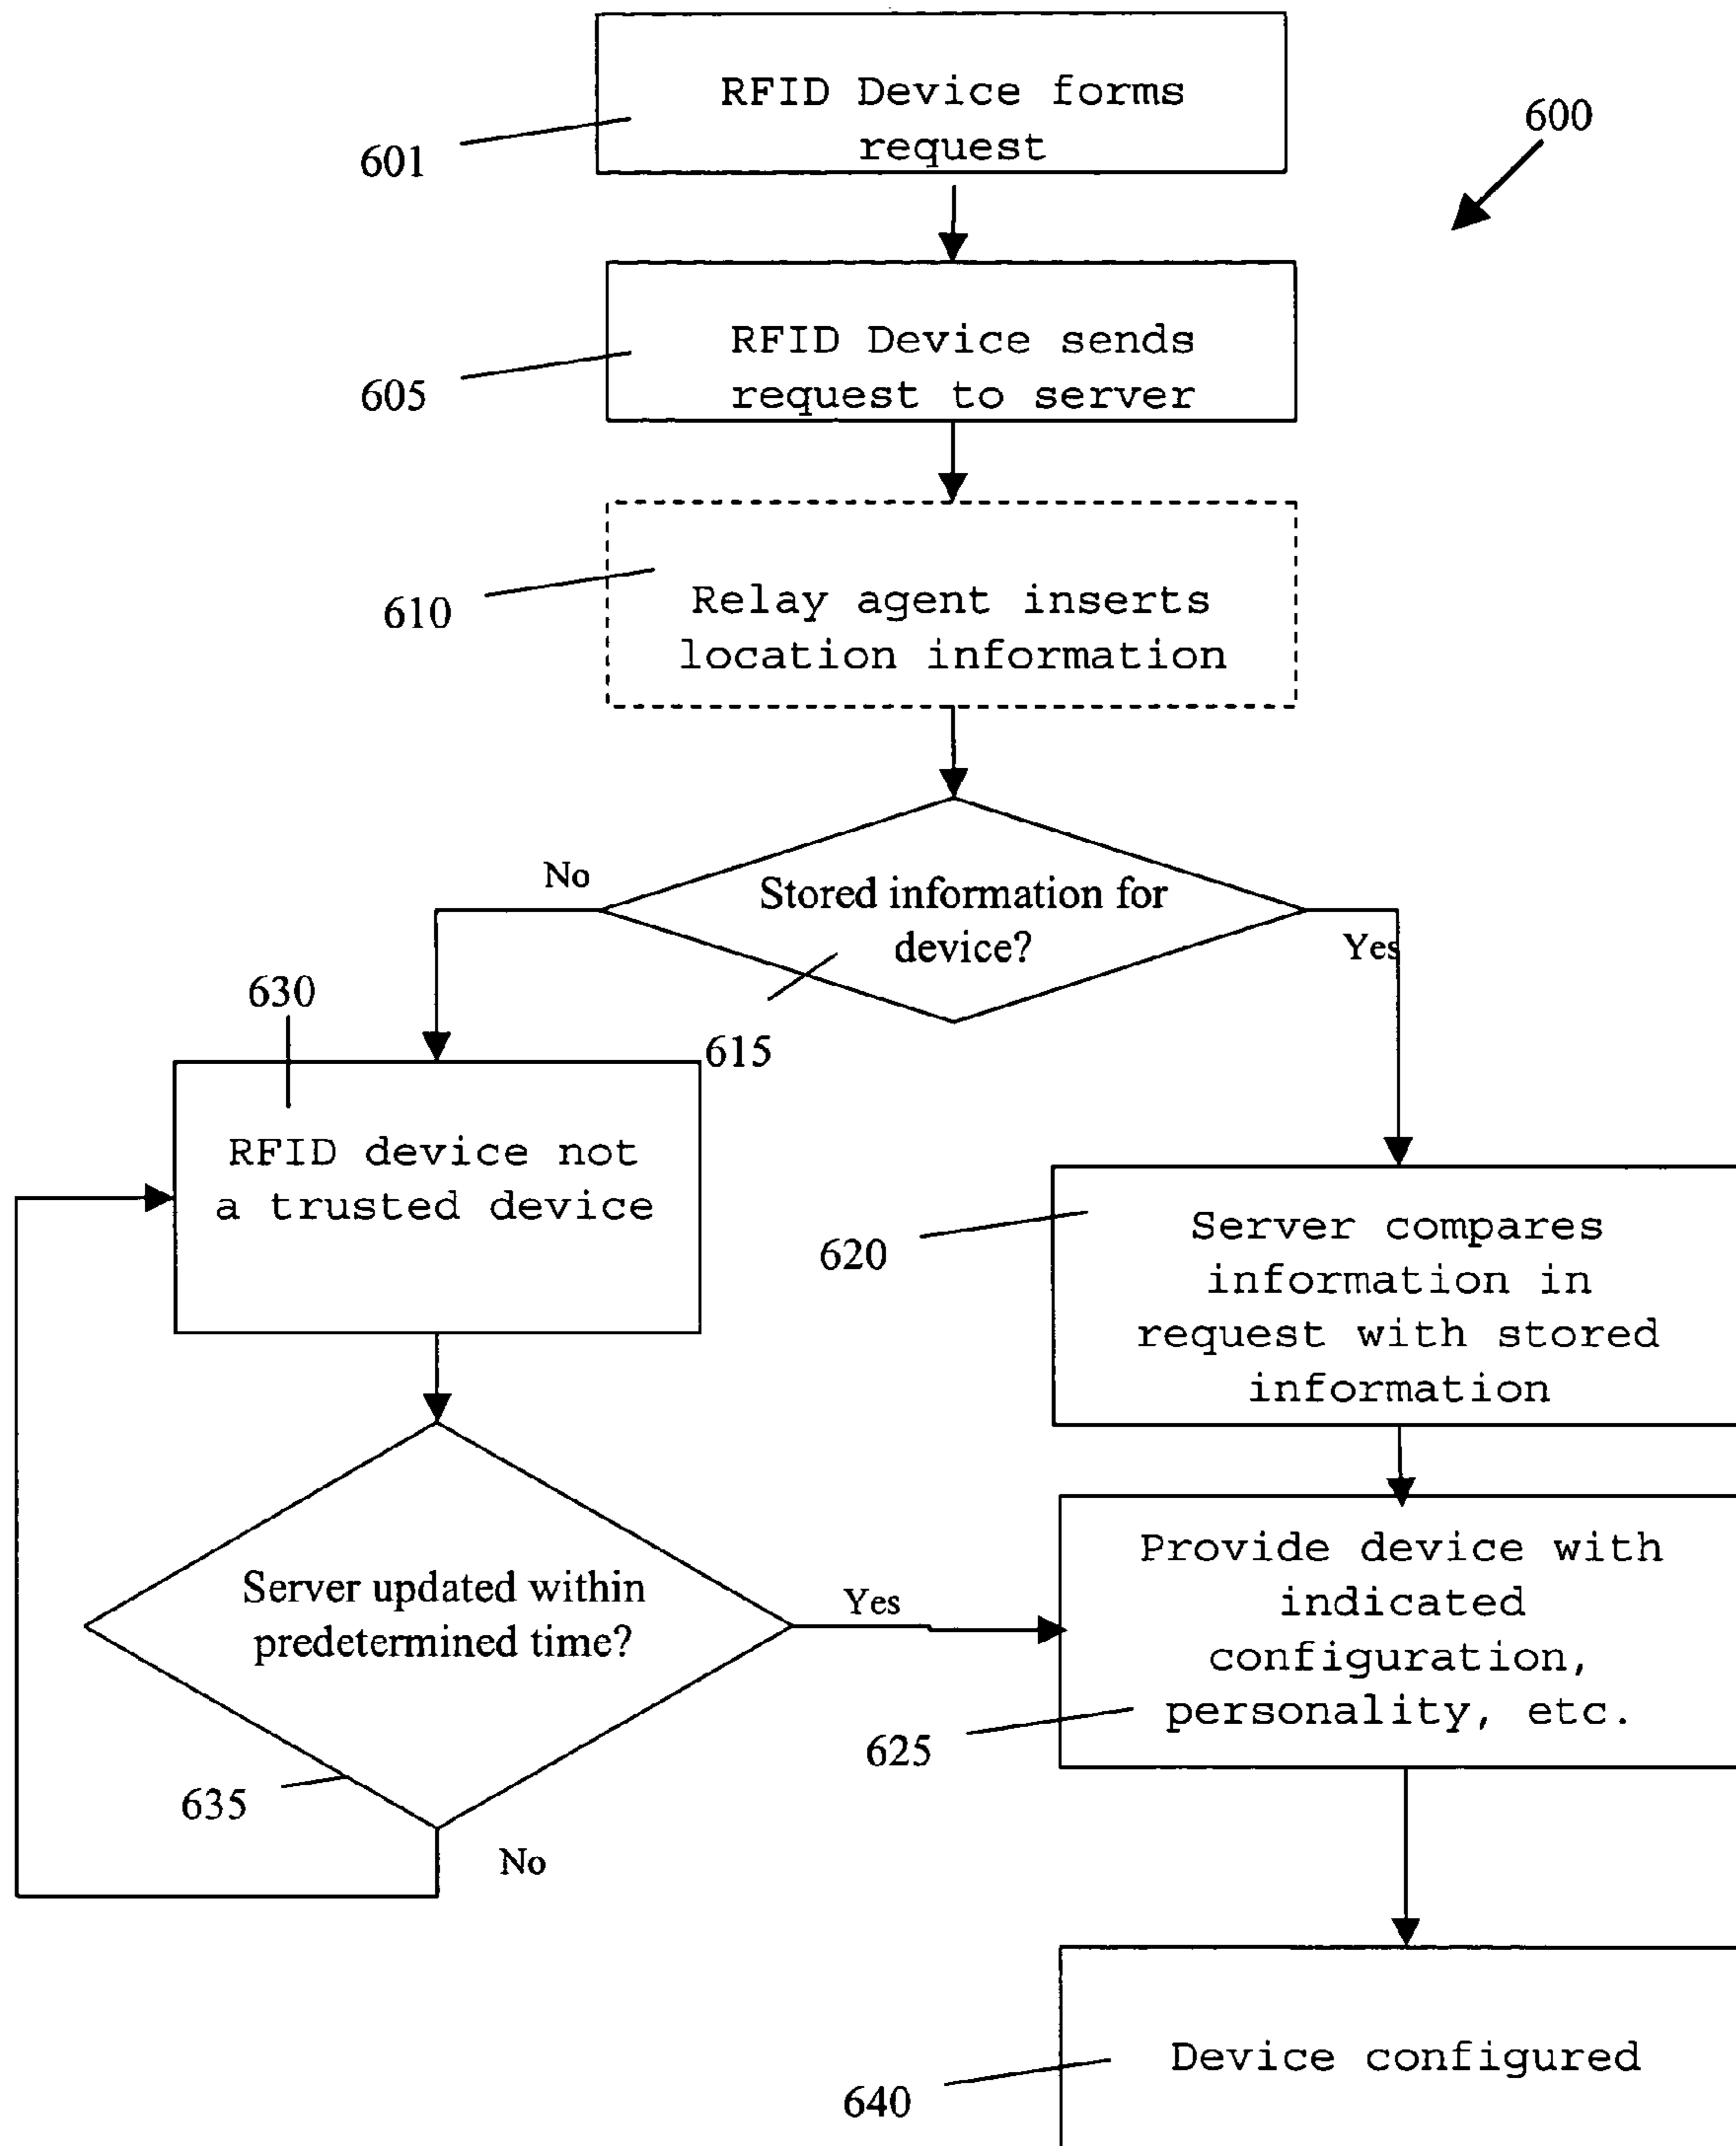 RFID Device forms
request
601
600
RFID Device sends
request to server
605
Relay agent inserts
location information
610
Stored information for
device?
No
Yes
615
630
RFID device not
a trusted device
Server compares
information in
request with stored
information
620
Server updated within
predetermined time?
Yes
No
635
Provide device with
indicated
configuration,
personality, etc.
625
Device configured
640